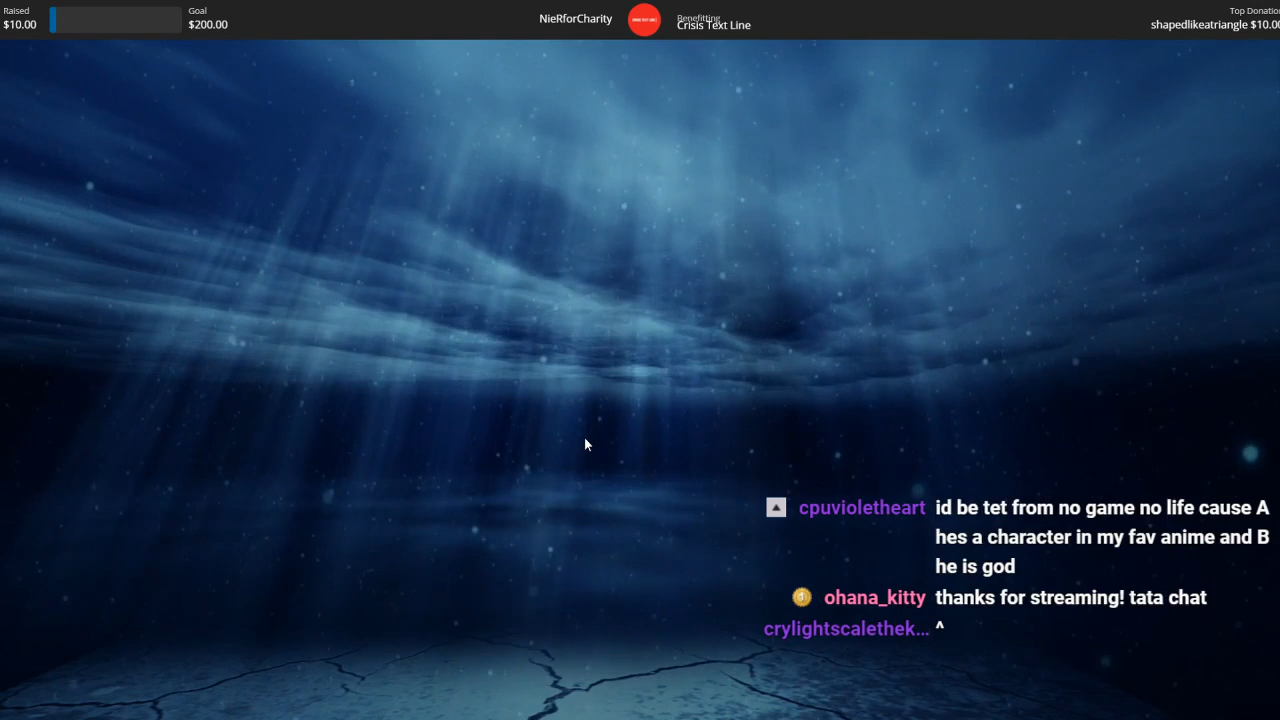 Raised
$10.00
Goal
$200.00
NieRforCharity
Benefitting
Crisis Text Line
Top Donation
shapedlikeatriangle $10.00
cpuvioletheart id be tet from no game no life cause A
hes a character in my fav anime and B
he is god
ohana_kitty thanks for streaming! tata chat
crylightscalethek... ^